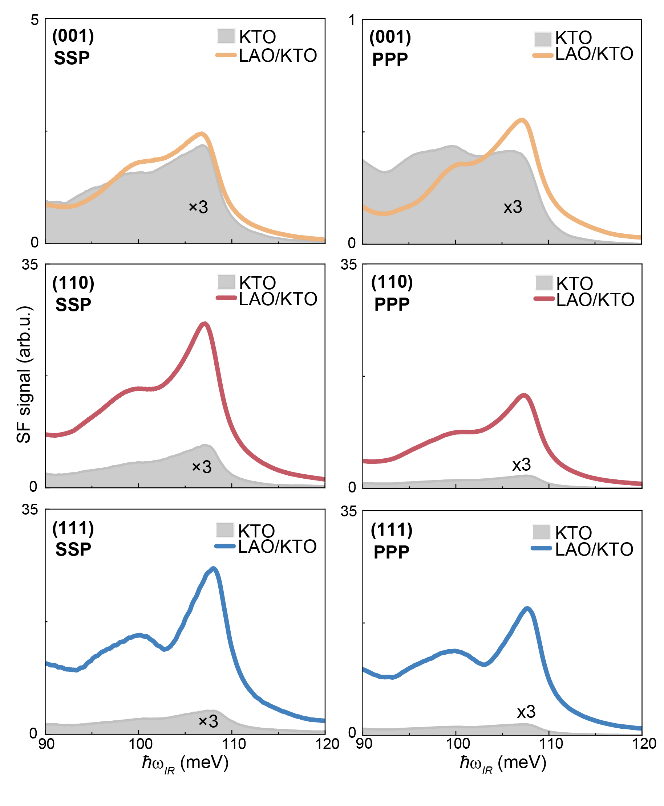 5
(001)
SSP
KTO
LAO/KTO
×3
0
1
(001)
PPP
KTO
LAO/KTO
x3
0
35
(110)
SSP
KTO
LAO/KTO
×3
0
35
(110)
PPP
KTO
LAO/KTO
x3
0
SF signal (arb.u.)
35
(111)
SSP
KTO
LAO/KTO
×3
0
90 100 110 120
ħω_IR (meV)
35
(111)
PPP
KTO
LAO/KTO
x3
0
90 100 110 120
ħω_IR (meV)